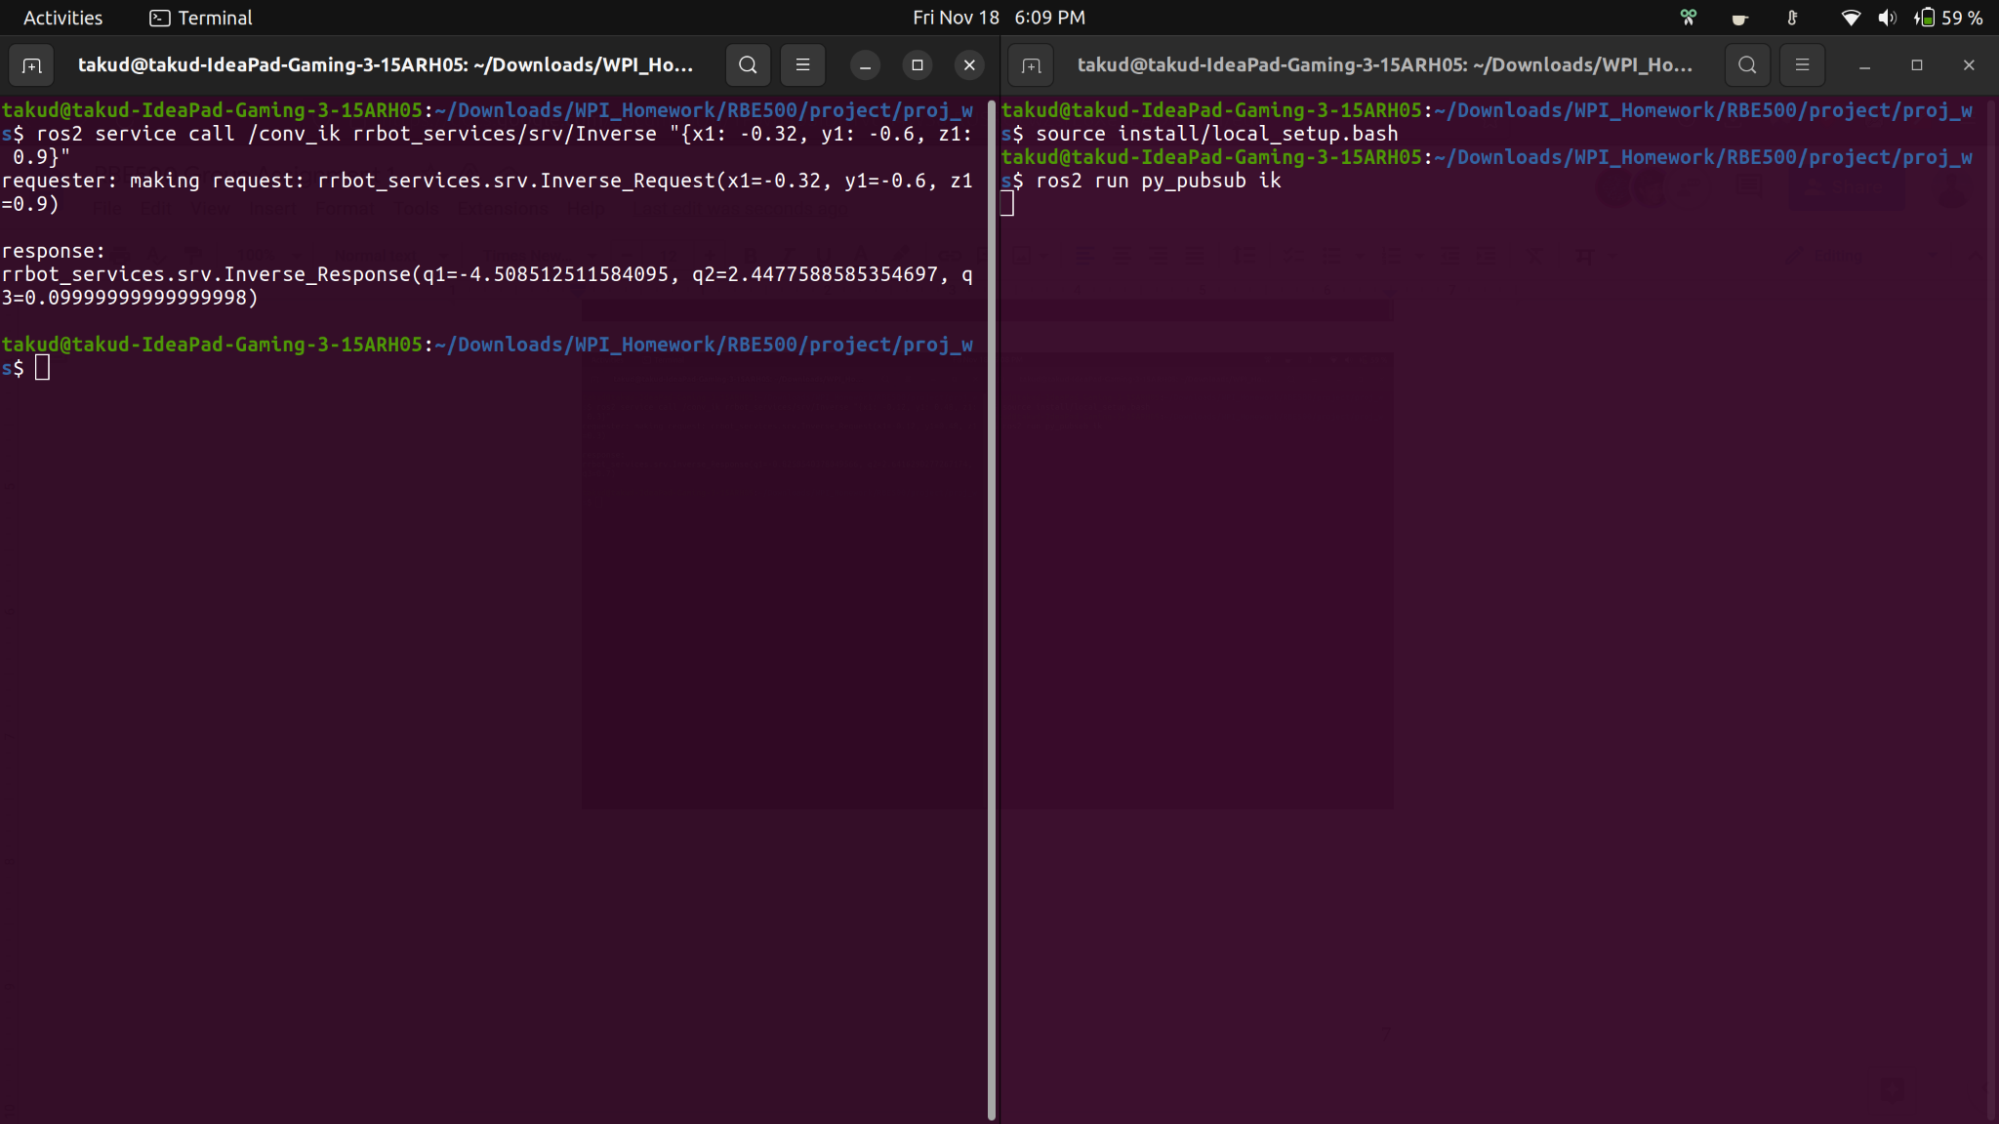 Activities Terminal Fri Nov 18 6:09 PM 59 %
takud@takud-IdeaPad-Gaming-3-15ARH05: ~/Downloads/WPI_Ho...
takud@takud-IdeaPad-Gaming-3-15ARH05:~/Downloads/WPI_Homework/RBE500/project/proj_w
s$ ros2 service call /conv_ik rrbot_services/srv/Inverse "{x1: -0.32, y1: -0.6, z1:
 0.9}"
requester: making request: rrbot_services.srv.Inverse_Request(x1=-0.32, y1=-0.6, z1
=0.9)
response:
rrbot_services.srv.Inverse_Response(q1=-4.508512511584095, q2=2.4477588585354697, q
3=0.09999999999999998)
takud@takud-IdeaPad-Gaming-3-15ARH05:~/Downloads/WPI_Homework/RBE500/project/proj_w
s$
takud@takud-IdeaPad-Gaming-3-15ARH05: ~/Downloads/WPI_Ho...
takud@takud-IdeaPad-Gaming-3-15ARH05:~/Downloads/WPI_Homework/RBE500/project/proj_w
s$ source install/local_setup.bash
takud@takud-IdeaPad-Gaming-3-15ARH05:~/Downloads/WPI_Homework/RBE500/project/proj_w
s$ ros2 run py_pubsub ik